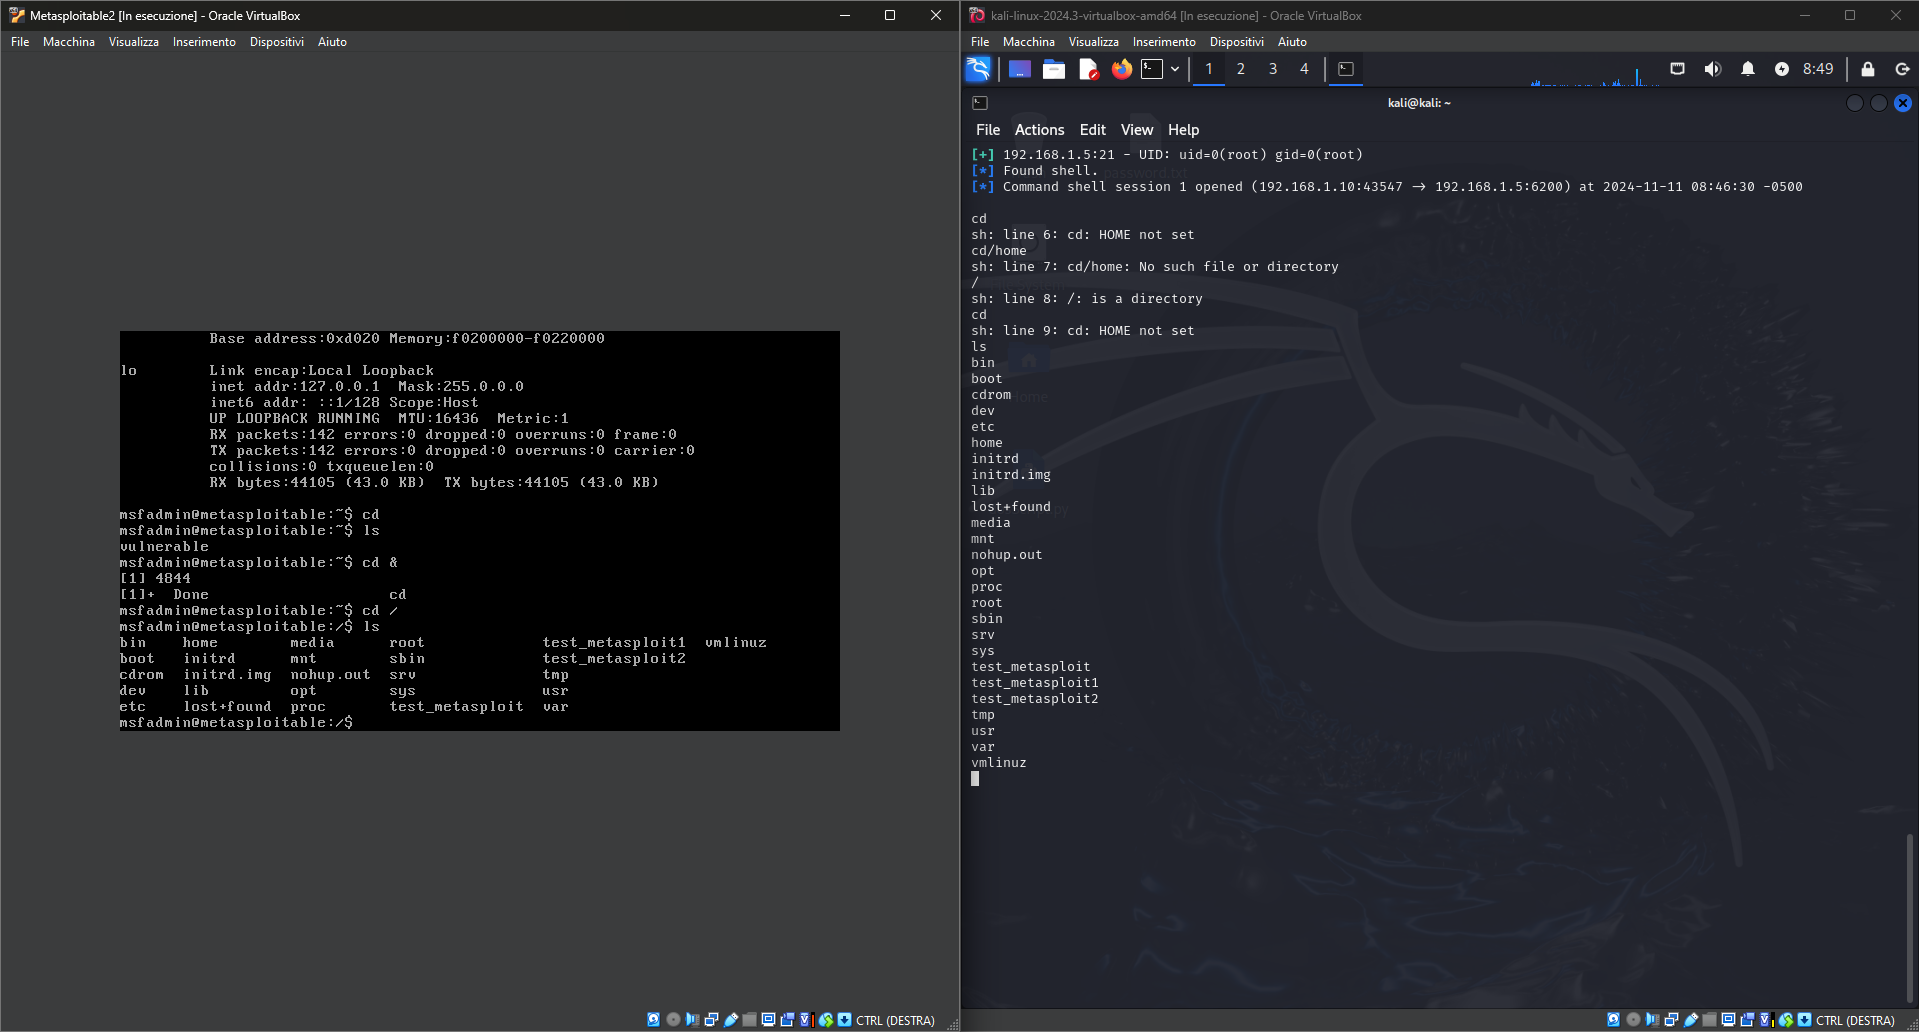 Metasploitable2 [In esecuzione] - Oracle VirtualBox
File Macchina Visualizza Inserimento Dispositivi Aiuto
Base address:0xd020 Memory:f0200000-f0220000
lo Link encap:Local Loopback
inet addr:127.0.0.1 Mask:255.0.0.0
inet6 addr: ::1/128 Scope:Host
UP LOOPBACK RUNNING MTU:16436 Metric:1
RX packets:142 errors:0 dropped:0 overruns:0 frame:0
TX packets:142 errors:0 dropped:0 overruns:0 carrier:0
collisions:0 txqueuelen:0
RX bytes:44105 (43.0 KB) TX bytes:44105 (43.0 KB)
msfadmin@metasploitable:~$ cd
msfadmin@metasploitable:~$ ls
vulnerable
msfadmin@metasploitable:~$ cd &
[1] 4844
[1]+ Done cd
msfadmin@metasploitable:~$ cd /
msfadmin@metasploitable:/$ ls
bin home media root test_metasploit1 vmlinuz
boot initrd mnt sbin test_metasploit2
cdrom initrd.img nohup.out srv tmp
dev lib opt sys usr
etc lost+found proc test_metasploit var
msfadmin@metasploitable:/$
CTRL (DESTRA)
kali-linux-2024.3-virtualbox-amd64 [In esecuzione] - Oracle VirtualBox
File Macchina Visualizza Inserimento Dispositivi Aiuto
1 2 3 4 8:49
kali@kali: ~
File Actions Edit View Help
[+] 192.168.1.5:21 - UID: uid=0(root) gid=0(root)
[*] Found shell.
password.txt
[*] Command shell session 1 opened (192.168.1.10:43547 → 192.168.1.5:6200) at 2024-11-11 08:46:30 -0500
cd
sh: line 6: cd: HOME not set
cd/home
sh: line 7: cd/home: No such file or directory
/
sh: line 8: /: is a directory
cd
sh: line 9: cd: HOME not set
ls
bin
boot
cdrom
Home
dev
etc
home
initrd
initrd.img
lib
lost+found
media
mnt
nohup.out
opt
proc
root
sbin
srv
sys
test_metasploit
test_metasploit1
test_metasploit2
tmp
usr
var
vmlinuz
CTRL (DESTRA)